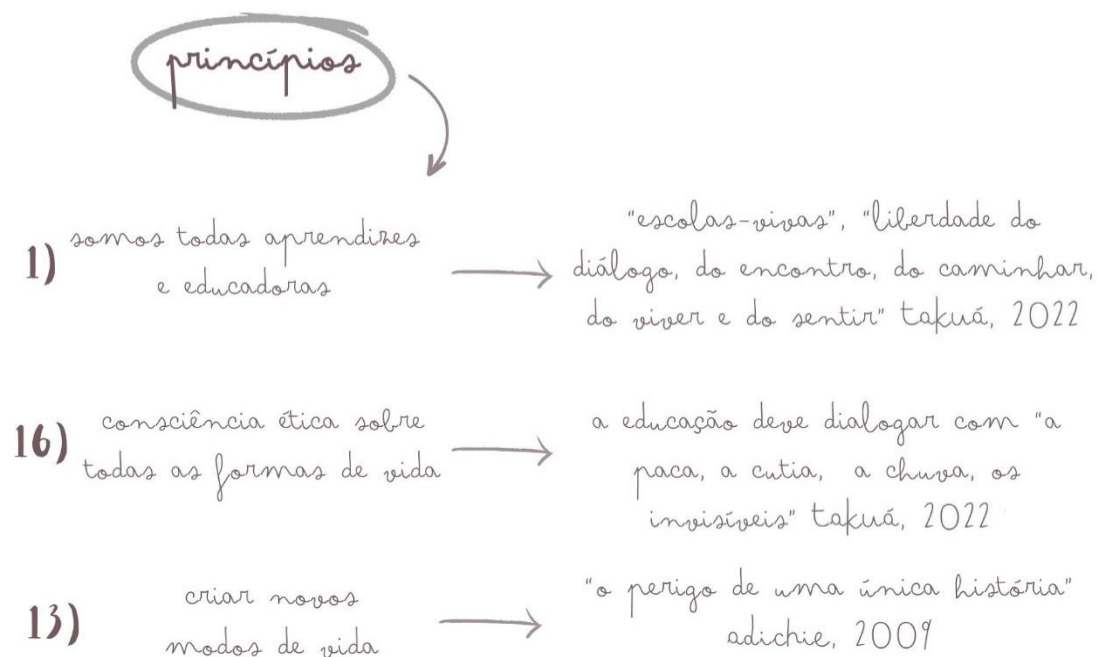 princípios
1) somos todas aprendizes
e educadoras
"escolas-vivas", "liberdade do
diálogo, do encontro, do caminhar,
do viver e do sentir" takuá, 2022
16) consciência ética sobre
todas as formas de vida
a educação deve dialogar com "a
paca, a cutia, a chuva, os
invisíveis" takuá, 2022
13) criar novos
modos de vida
"o perigo de uma única história"
adichie, 2009